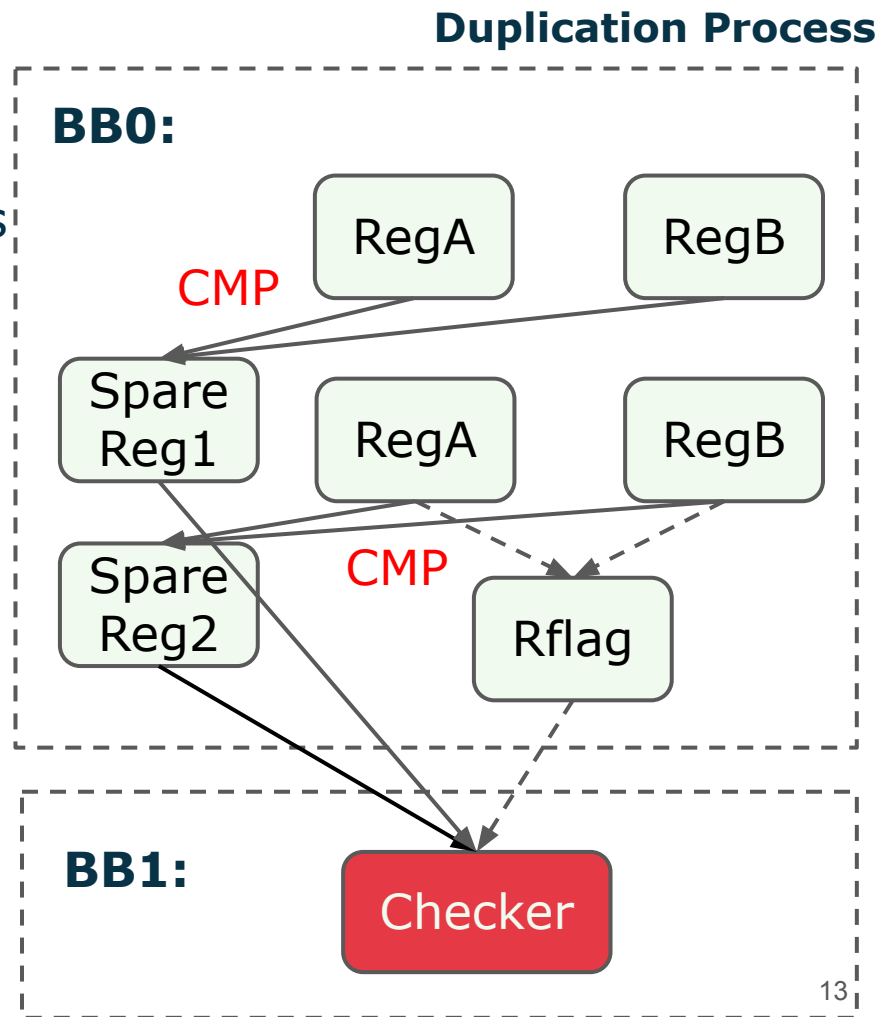 Duplication Process
BB0:
s
RegA
RegB
CMP
Spare
Reg1
RegA
RegB
CMP
Spare
Reg2
Rflag
BB1:
Checker
13